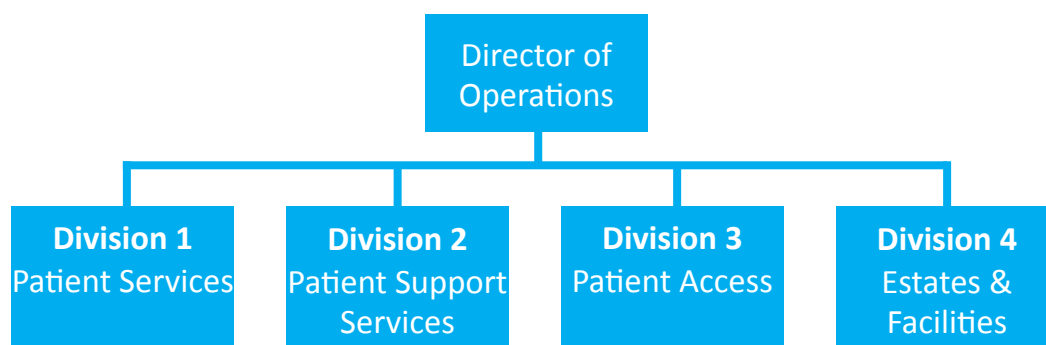 Director of
Operations
Division 1
Patient Services
Division 2
Patient Support
Services
Division 3
Patient Access
Division 4
Estates &
Facilities